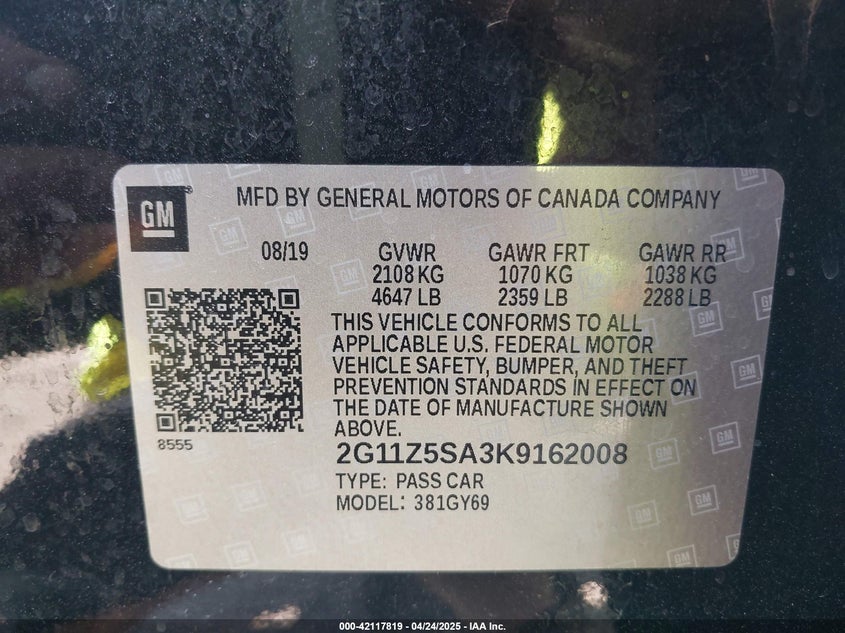 GM
MFD BY GENERAL MOTORS OF CANADA COMPANY
08/19 GVWR GAWR FRT GAWR RR
2108 KG 1070 KG 1038 KG
4647 LB 2359 LB 2288 LB
THIS VEHICLE CONFORMS TO ALL
APPLICABLE U.S. FEDERAL MOTOR
VEHICLE SAFETY, BUMPER, AND THEFT
PREVENTION STANDARDS IN EFFECT ON
THE DATE OF MANUFACTURE SHOWN
ABOVE.
8555
2G11Z5SA3K9162008
TYPE: PASS CAR
MODEL: 381GY69
000-42117819 - 04/24/2025 - IAA Inc.